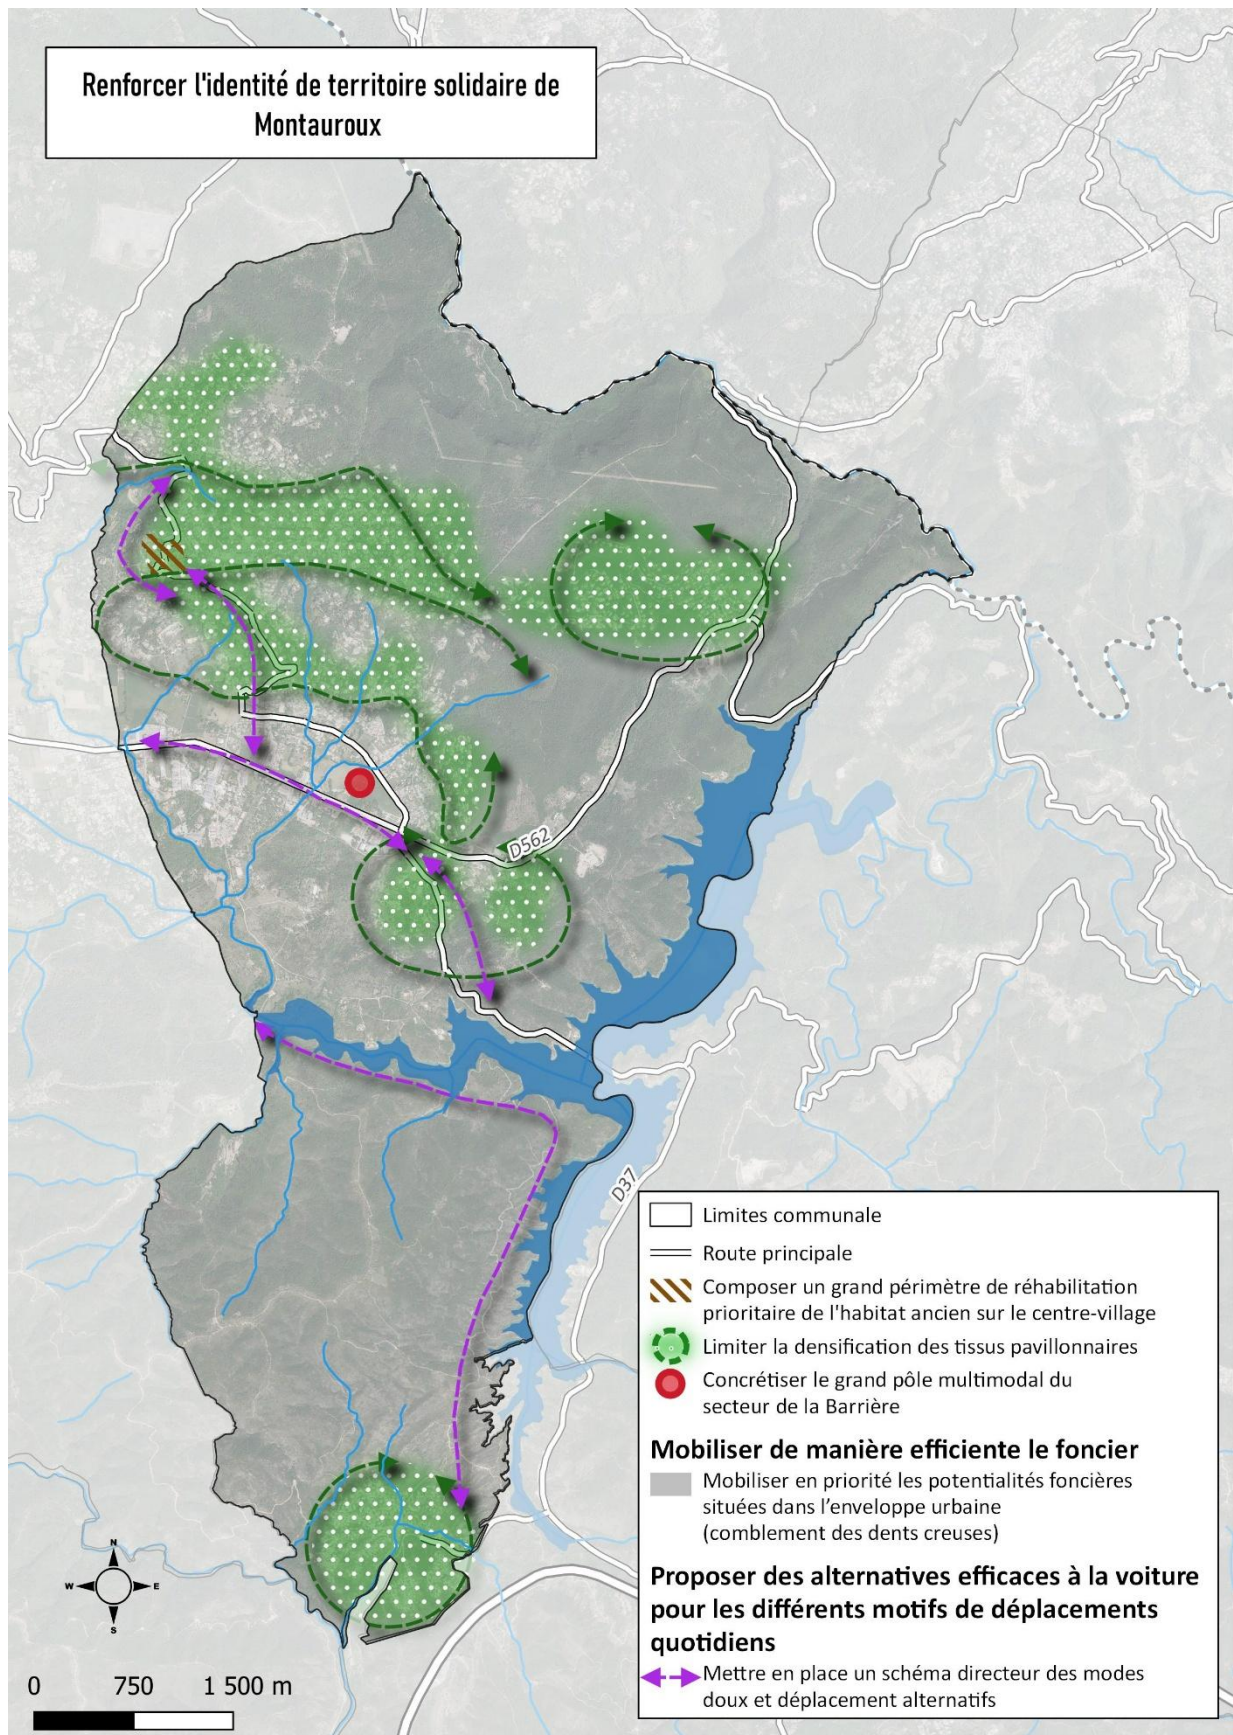 Renforcer l'identité de territoire solidaire de
Montauroux
D562
D37
Limites communale
Route principale
Composer un grand périmètre de réhabilitation
prioritaire de l'habitat ancien sur le centre-village
Limiter la densification des tissus pavillonnaires
Concrétiser le grand pôle multimodal du
secteur de la Barrière
Mobiliser de manière efficiente le foncier
Mobiliser en priorité les potentialités foncières
situées dans l’enveloppe urbaine
(comblement des dents creuses)
Proposer des alternatives efficaces à la voiture
pour les différents motifs de déplacements
quotidiens
Mettre en place un schéma directeur des modes
doux et déplacement alternatifs
N
W E
S
0 750 1 500 m